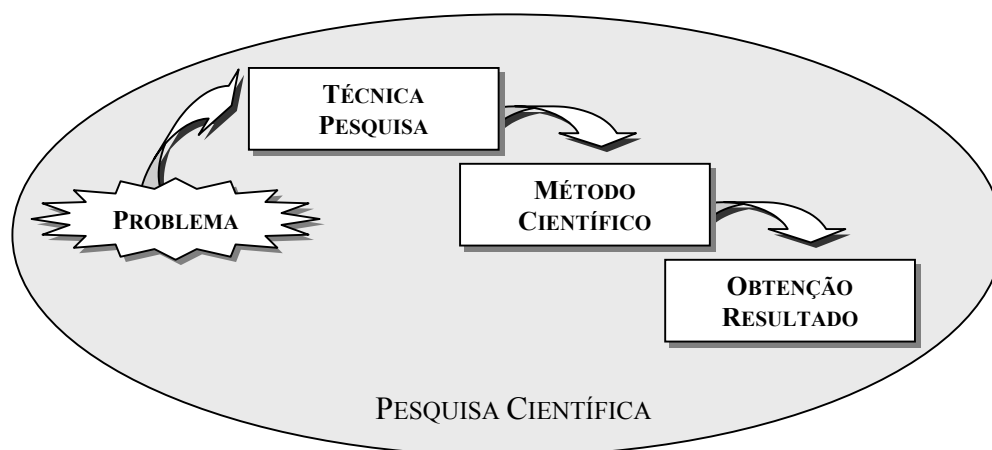 TÉCNICA
PESQUISA
PROBLEMA
MÉTODO
CIENTÍFICO
OBTENÇÃO
RESULTADO
PESQUISA CIENTÍFICA